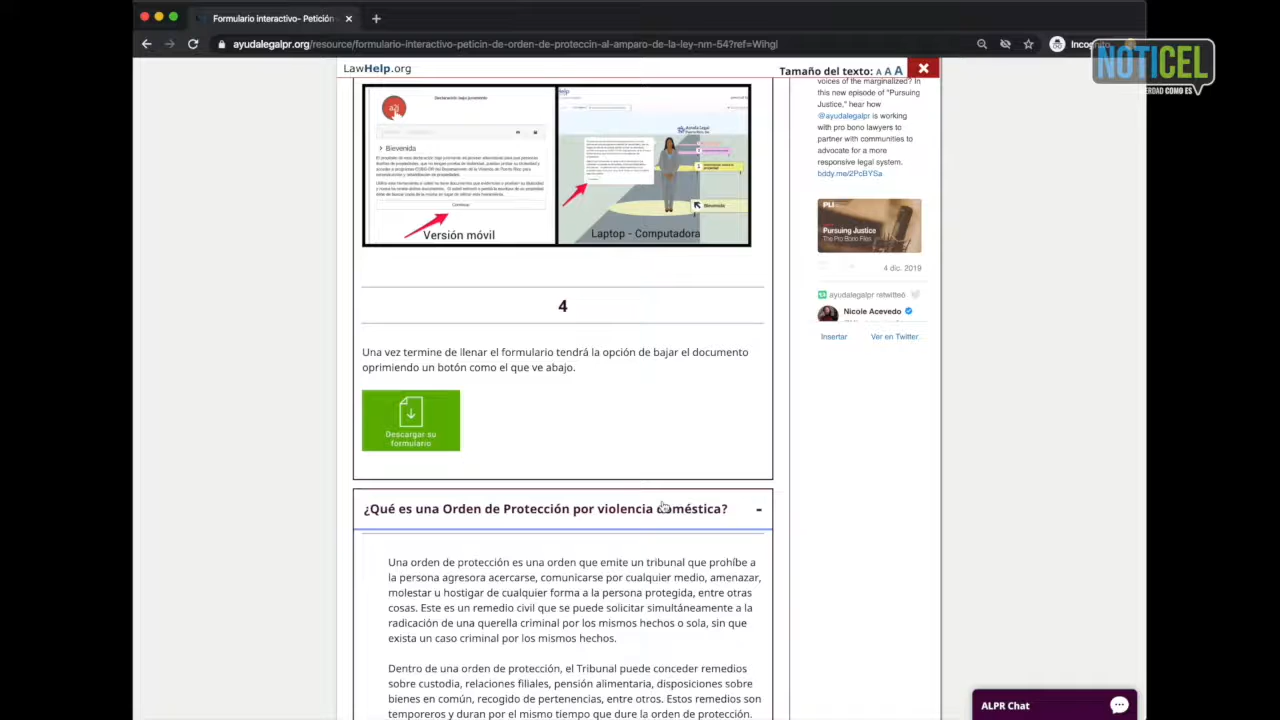 Formulario interactivo- Petición
ayudalegalpr.org/resource/formulario-interactivo-peticin-de-orden-de-proteccin-al-amparo-de-la-ley-nm-54?ref=Wihgl
NOTICEL
LawHelp.org
Tamaño del texto: A A A
Declaración bajo juramento
Bienvenida
Continuar
Versión móvil
Bienvenida
Laptop - Computadora
4
Una vez termine de llenar el formulario tendrá la opción de bajar el documento
oprimiendo un botón como el que ve abajo.
Descargar su
formulario
¿Qué es una Orden de Protección por violencia doméstica? -
Una orden de protección es una orden que emite un tribunal que prohíbe a
la persona agresora acercarse, comunicarse por cualquier medio, amenazar,
molestar u hostigar de cualquier forma a la persona protegida, entre otras
cosas. Este es un remedio civil que se puede solicitar simultáneamente a la
radicación de una querella criminal por los mismos hechos o sola, sin que
exista un caso criminal por los mismos hechos.
Dentro de una orden de protección, el Tribunal puede conceder remedios
sobre custodia, relaciones filiales, pensión alimentaria, disposiciones sobre
bienes en común, recogido de pertenencias, entre otros. Estos remedios son
temporeros y duran por el mismo tiempo que dure la orden de protección.
voices of the marginalized? In
this new episode of "Pursuing
Justice," hear how
@ayudalegalpr is working
with pro bono lawyers to
partner with communities to
advocate for a more
responsive legal system.
bddy.me/2PcBYSa
PLI
Pursuing Justice
The Pro Bono Files
4 dic. 2019
ayudalegalpr retwitteó
Nicole Acevedo
Insertar
Ver en Twitter
ALPR Chat